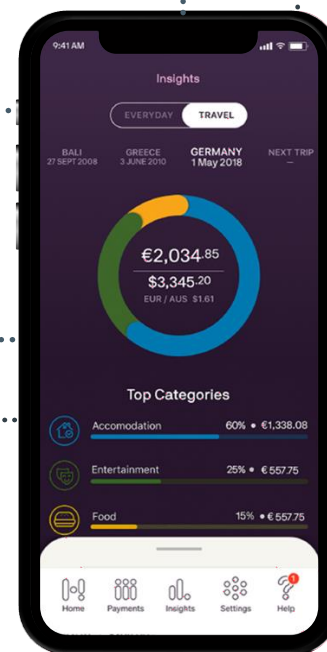 9:41 AM
Insights
EVERYDAY TRAVEL
BALI GREECE GERMANY NEXT TRIP
27 SEPT 2008 3 JUNE 2010 1 May 2018 —
€2,034.85
$3,345.20
EUR / AUS $1.61
Top Categories
Accomodation 60% • €1,338.08
Entertainment 25% • €557.75
Food 15% • €557.75
Home Payments Insights Settings Help